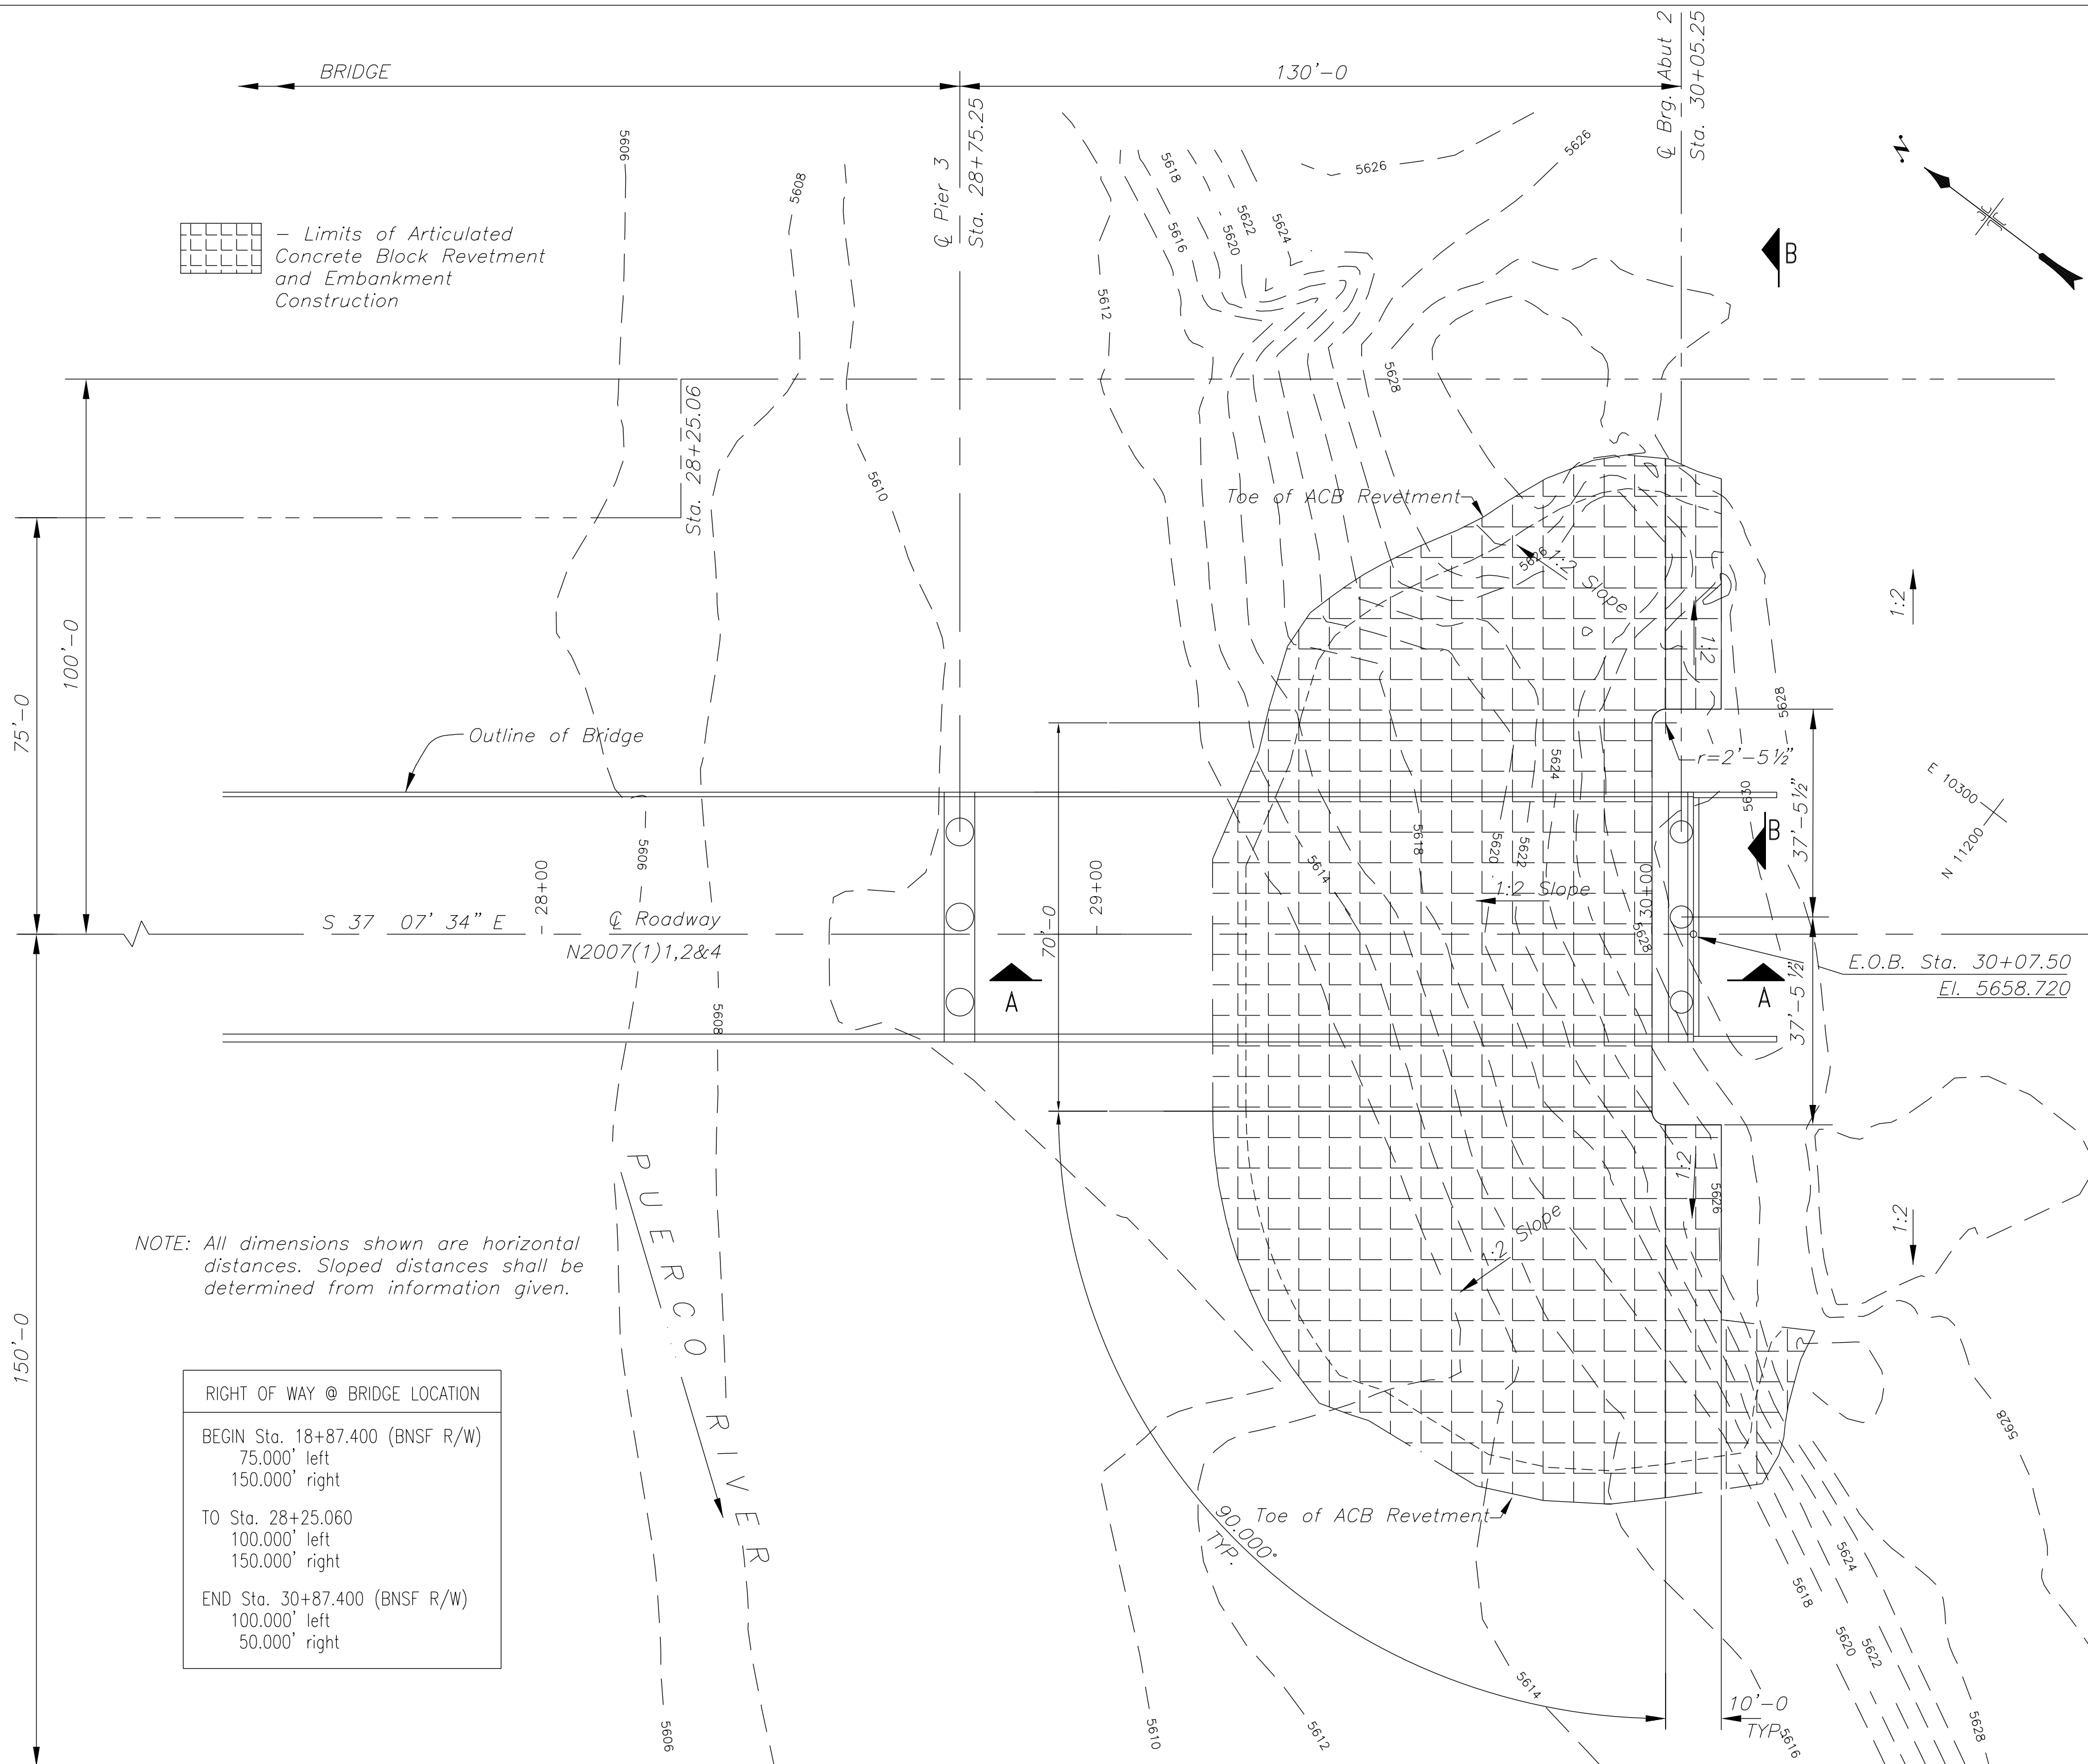 BRIDGE
130'-0
℄ Brg. Abut 2
Sta. 30+05.25
℄ Pier 3
Sta. 28+75.25
N
B
– Limits of Articulated
Concrete Block Revetment
and Embankment
Construction
5606
5608
5610
5612
5616
5618
5620
5622
5624
5626
5626
5628
Sta. 28+25.06
75'-0
100'-0
Toe of ACB Revetment
5626
1:2 Slope
1:2
1:2
5628
Outline of Bridge
r=2'-5½"
37'-5½"
5630
B
E 10300
N 11200
5606
5614
5618
5620
5622
5624
28+00
29+00
30+00
5628
1:2 Slope
S 37 07' 34" E
℄ Roadway
N2007(1)1,2&4
70'-0
A
A
E.O.B. Sta. 30+07.50
El. 5658.720
37'-5½"
5608
1:2
5626
1:2
1:2 Slope
PUERCO RIVER
NOTE: All dimensions shown are horizontal
distances. Sloped distances shall be
determined from information given.
150'-0
RIGHT OF WAY @ BRIDGE LOCATION
BEGIN Sta. 18+87.400 (BNSF R/W)
75.000' left
150.000' right
TO Sta. 28+25.060
100.000' left
150.000' right
END Sta. 30+87.400 (BNSF R/W)
100.000' left
50.000' right
5628
Toe of ACB Revetment
90.000°
TYP.
5624
5618
5620
5622
5628
5614
5616
10'-0
TYP.
5606
5610
5612